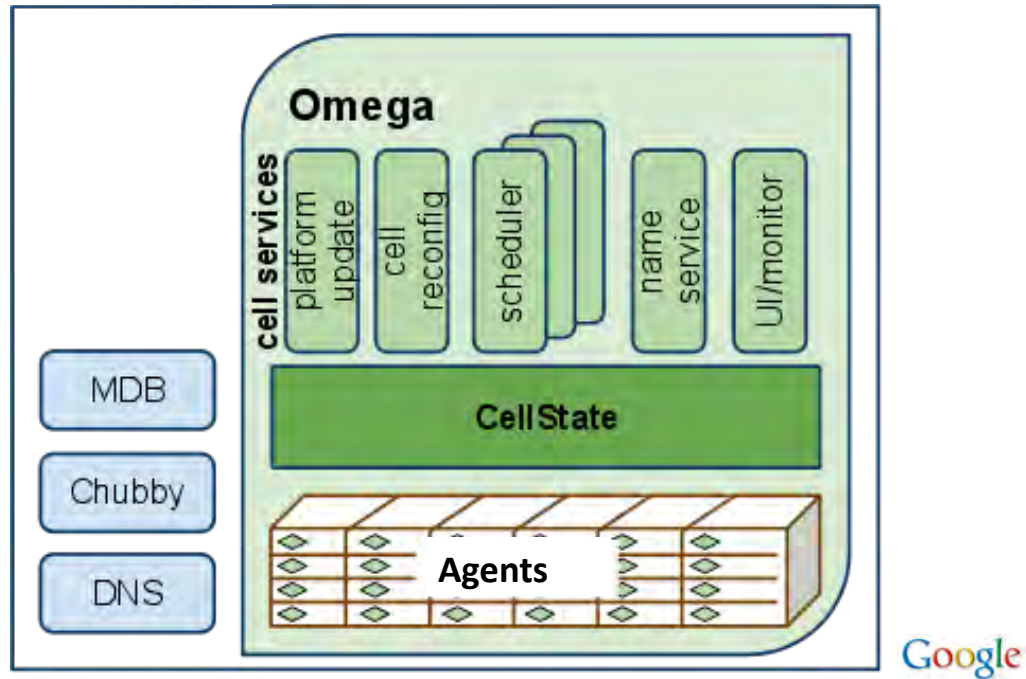 Omega
cell services
platform
update
cell
reconfig
scheduler
name
service
UI/monitor
MDB
CellState
Chubby
Agents
DNS
Google